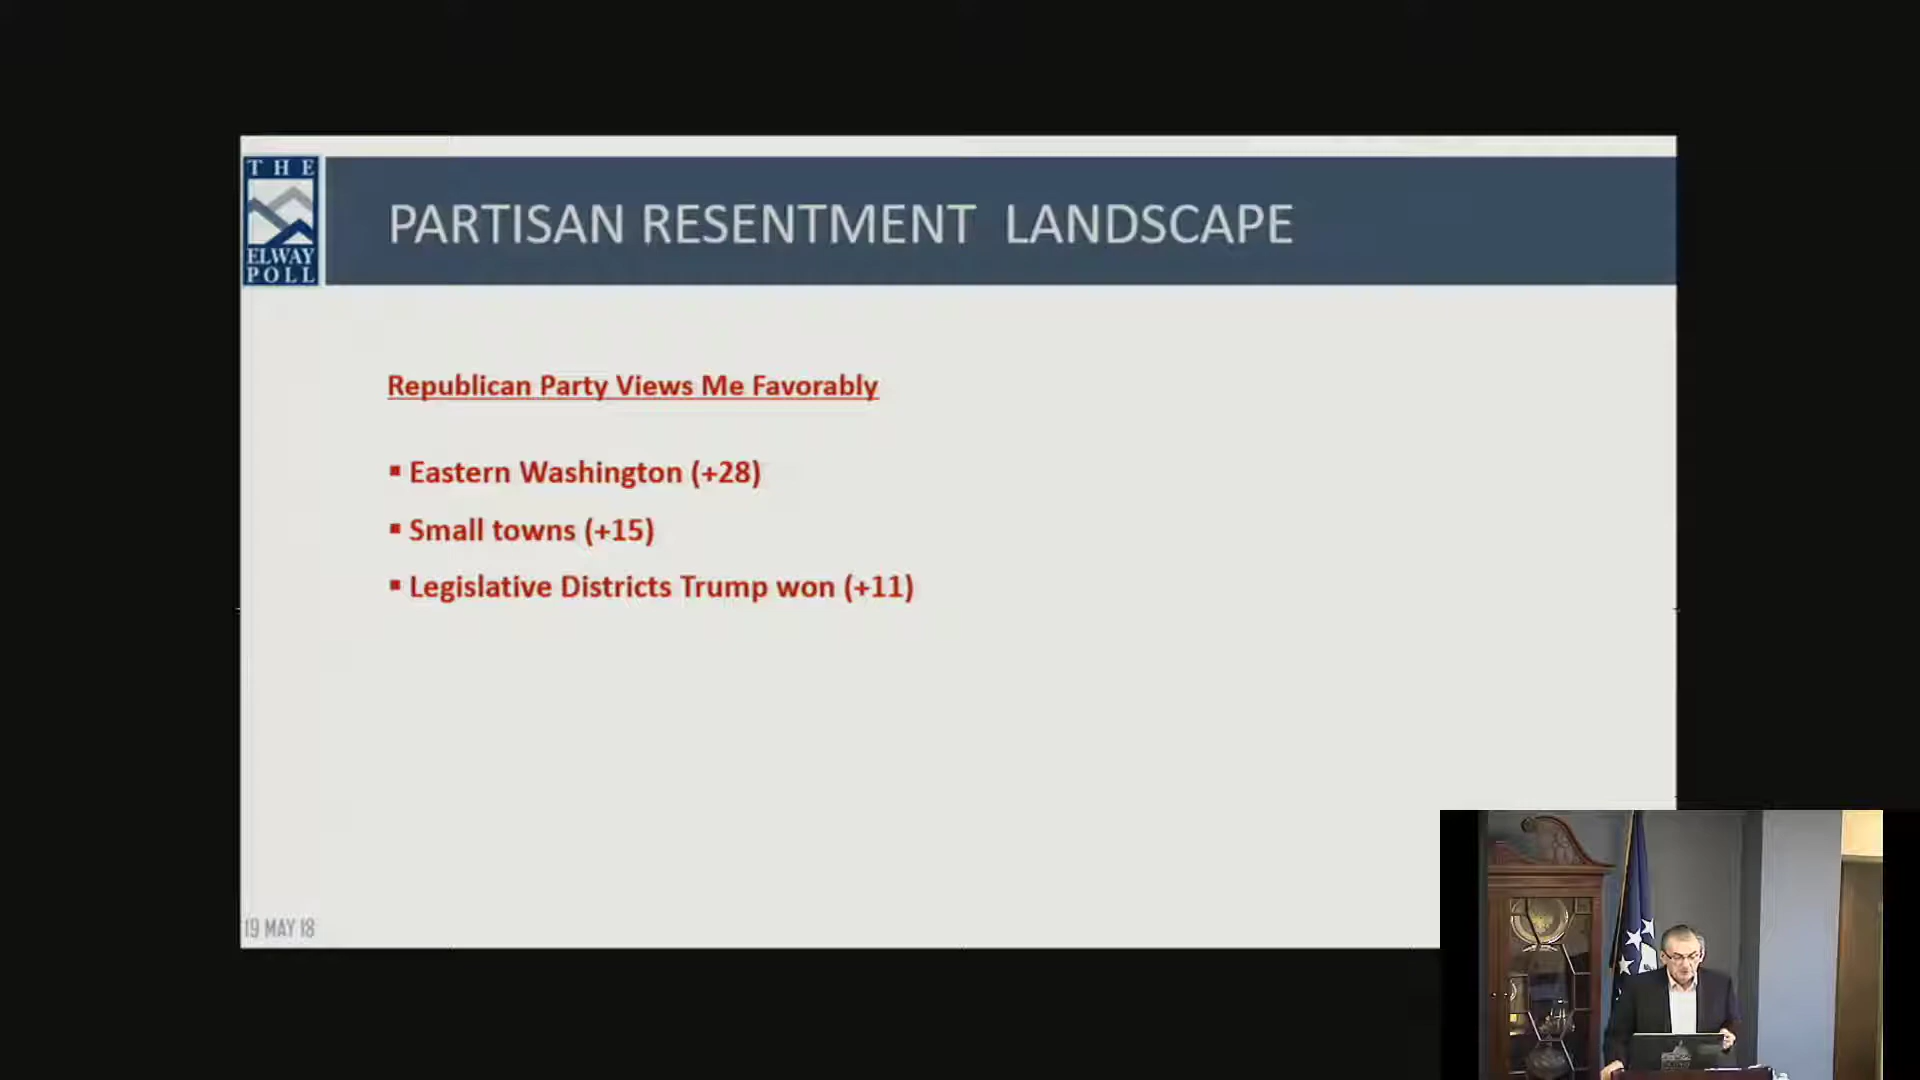 THE
ELWAY
POLL
PARTISAN RESENTMENT LANDSCAPE
Republican Party Views Me Favorably
▪ Eastern Washington (+28)
▪ Small towns (+15)
▪ Legislative Districts Trump won (+11)
19 MAY 18